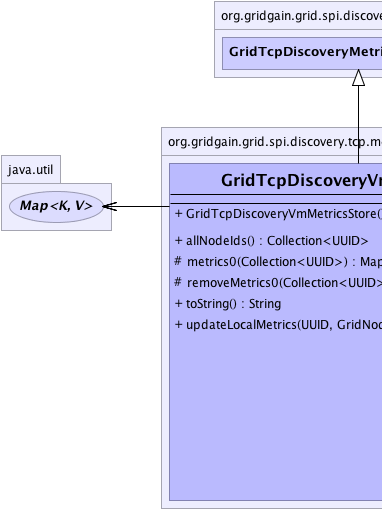 org.gridgain.grid.spi.discove
GridTcpDiscoveryMetri
org.gridgain.grid.spi.discovery.tcp.m
java.util
Map<K, V>
GridTcpDiscoveryVm
+ GridTcpDiscoveryVmMetricsStore(
+ allNodeIds() : Collection<UUID>
# metrics0(Collection<UUID>) : Map
# removeMetrics0(Collection<UUID>
+ toString() : String
+ updateLocalMetrics(UUID, GridNod